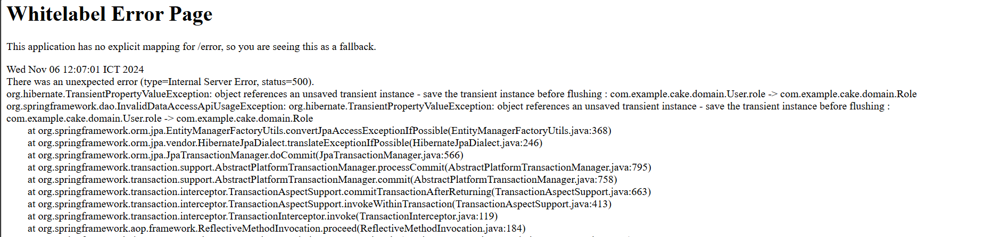 Whitelabel Error Page
This application has no explicit mapping for /error, so you are seeing this as a fallback.
Wed Nov 06 12:07:01 ICT 2024
There was an unexpected error (type=Internal Server Error, status=500).
org.hibernate.TransientPropertyValueException: object references an unsaved transient instance - save the transient instance before flushing : com.example.cake.domain.User.role -> com.example.cake.domain.Role
org.springframework.dao.InvalidDataAccessApiUsageException: org.hibernate.TransientPropertyValueException: object references an unsaved transient instance - save the transient instance before flushing :
com.example.cake.domain.User.role -> com.example.cake.domain.Role
at org.springframework.orm.jpa.EntityManagerFactoryUtils.convertJpaAccessExceptionIfPossible(EntityManagerFactoryUtils.java:368)
at org.springframework.orm.jpa.vendor.HibernateJpaDialect.translateExceptionIfPossible(HibernateJpaDialect.java:246)
at org.springframework.orm.jpa.JpaTransactionManager.doCommit(JpaTransactionManager.java:566)
at org.springframework.transaction.support.AbstractPlatformTransactionManager.processCommit(AbstractPlatformTransactionManager.java:795)
at org.springframework.transaction.support.AbstractPlatformTransactionManager.commit(AbstractPlatformTransactionManager.java:758)
at org.springframework.transaction.interceptor.TransactionAspectSupport.commitTransactionAfterReturning(TransactionAspectSupport.java:663)
at org.springframework.transaction.interceptor.TransactionAspectSupport.invokeWithinTransaction(TransactionAspectSupport.java:413)
at org.springframework.transaction.interceptor.TransactionInterceptor.invoke(TransactionInterceptor.java:119)
at org.springframework.aop.framework.ReflectiveMethodInvocation.proceed(ReflectiveMethodInvocation.java:184)